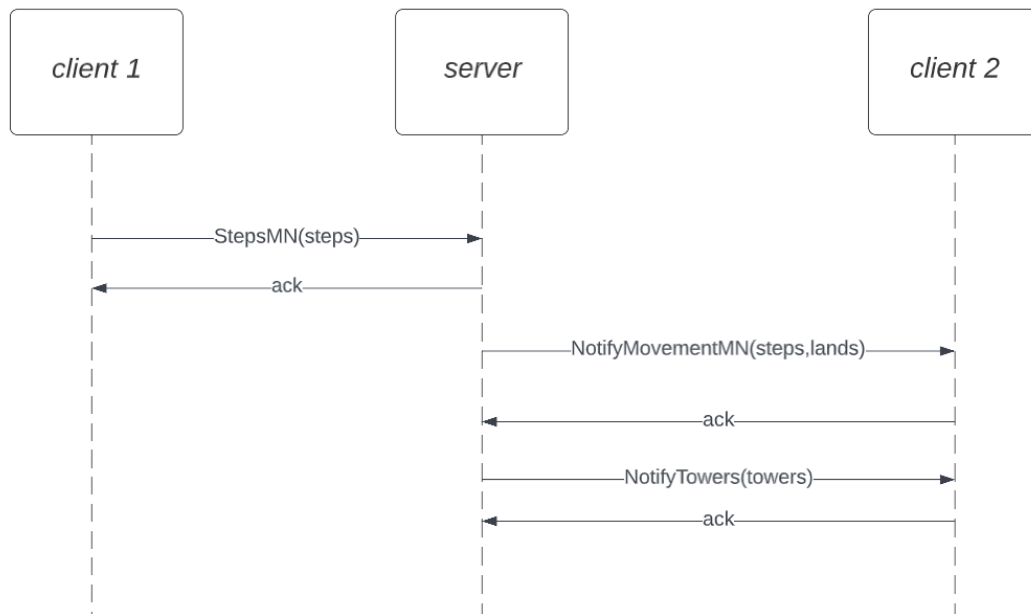 client 1
server
client 2
StepsMN(steps)
ack
NotifyMovementMN(steps,lands)
ack
NotifyTowers(towers)
ack